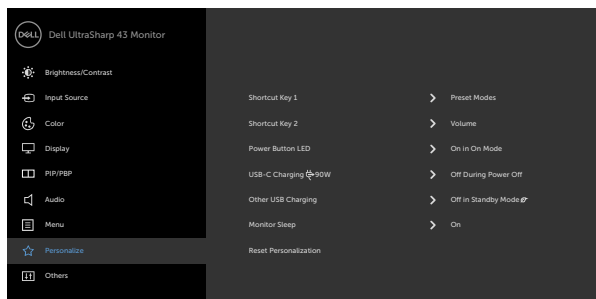 DELL Dell UltraSharp 43 Monitor
Brightness/Contrast
Input Source
Shortcut Key 1 Preset Modes
Color
Shortcut Key 2 Volume
Display
Power Button LED On in On Mode
PIP/PBP
USB-C Charging 90W Off During Power Off
Audio
Other USB Charging Off in Standby Mode
Menu
Monitor Sleep On
Personalize
Reset Personalization
Others